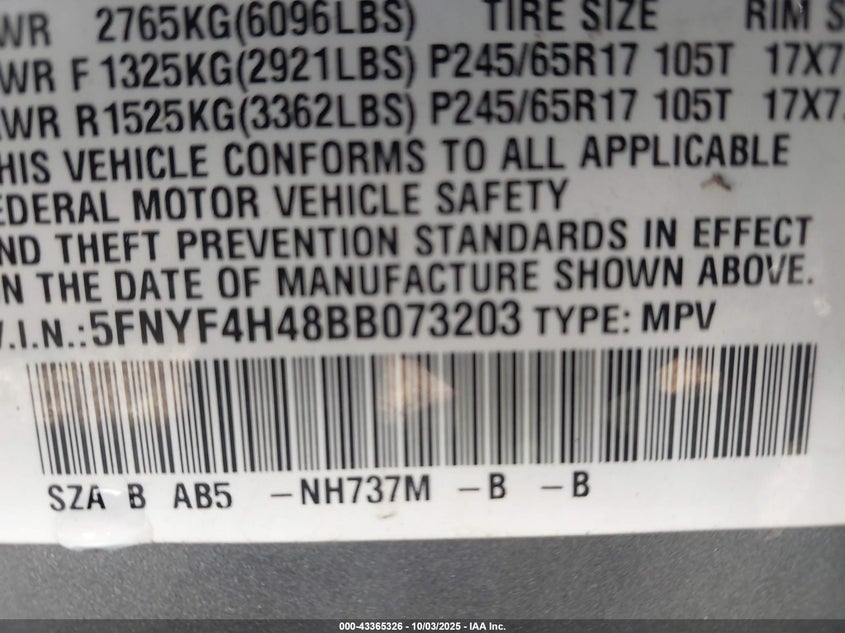 WR 2765KG(6096LBS) TIRE SIZE RIM S
WR F 1325KG(2921LBS) P245/65R17 105T 17X7
WR R1525KG(3362LBS) P245/65R17 105T 17X7.
HIS VEHICLE CONFORMS TO ALL APPLICABLE
EDERAL MOTOR VEHICLE SAFETY
ND THEFT PREVENTION STANDARDS IN EFFECT
N THE DATE OF MANUFACTURE SHOWN ABOVE.
V.I.N.:5FNYF4H48BB073203 TYPE: MPV
SZA B AB5 -NH737M -B -B
000-43365326 | 10/03/2025 - IAA Inc.